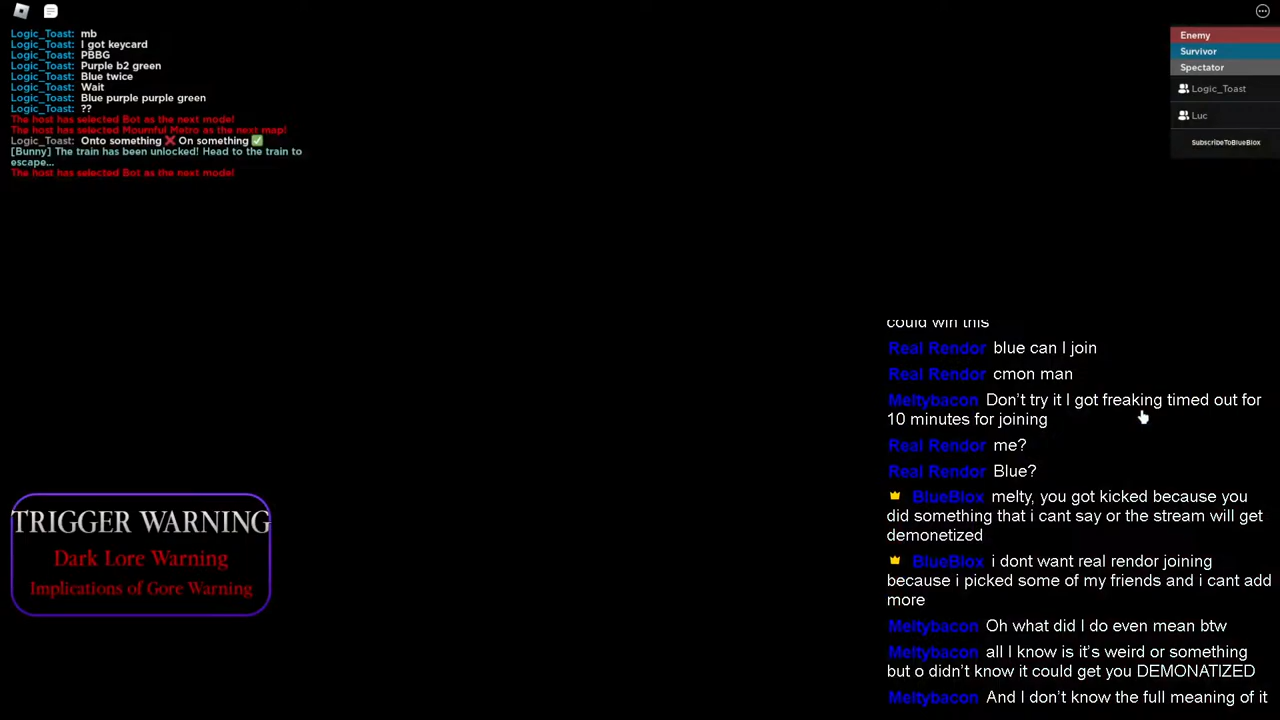 Logic_Toast: mb
Logic_Toast: I got keycard
Logic_Toast: PBBG
Logic_Toast: Purple b2 green
Logic_Toast: Blue twice
Logic_Toast: Wait
Logic_Toast: Blue purple purple green
Logic_Toast: ??
The host has selected Bot as the next mode!
The host has selected Mournful Metro as the next map!
Logic_Toast: Onto something ❌ On something ✅
[Bunny] The train has been unlocked! Head to the train to
escape...
The host has selected Bot as the next mode!
Enemy
Survivor
Spectator
Logic_Toast
Luc
SubscribeToBlueBlox
TRIGGER WARNING
Dark Lore Warning
Implications of Gore Warning
could win this
Real Rendor blue can I join
Real Rendor cmon man
Meltybacon Don't try it I got freaking timed out for
10 minutes for joining
Real Rendor me?
Real Rendor Blue?
BlueBlox melty, you got kicked because you
did something that i cant say or the stream will get
demonetized
BlueBlox i dont want real rendor joining
because i picked some of my friends and i cant add
more
Meltybacon Oh what did I do even mean btw
Meltybacon all I know is it's weird or something
but o didn't know it could get you DEMONATIZED
Meltybacon And I don't know the full meaning of it